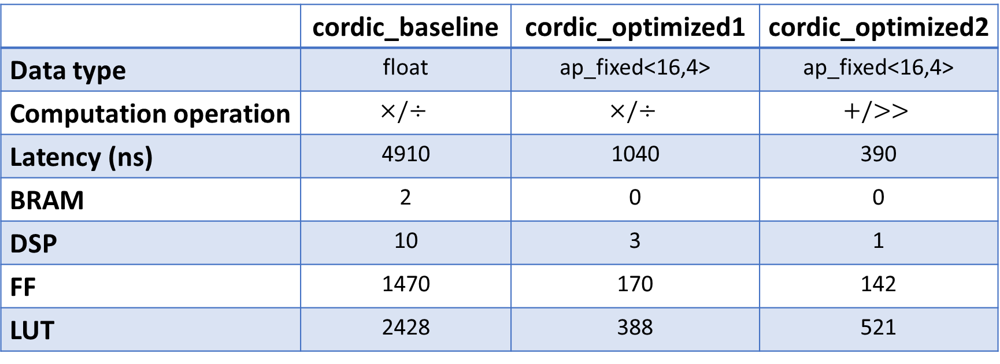 cordic_baseline cordic_optimized1 cordic_optimized2
Data type float ap_fixed<16,4> ap_fixed<16,4>
Computation operation ×/÷ ×/÷ +/>>
Latency (ns) 4910 1040 390
BRAM 2 0 0
DSP 10 3 1
FF 1470 170 142
LUT 2428 388 521